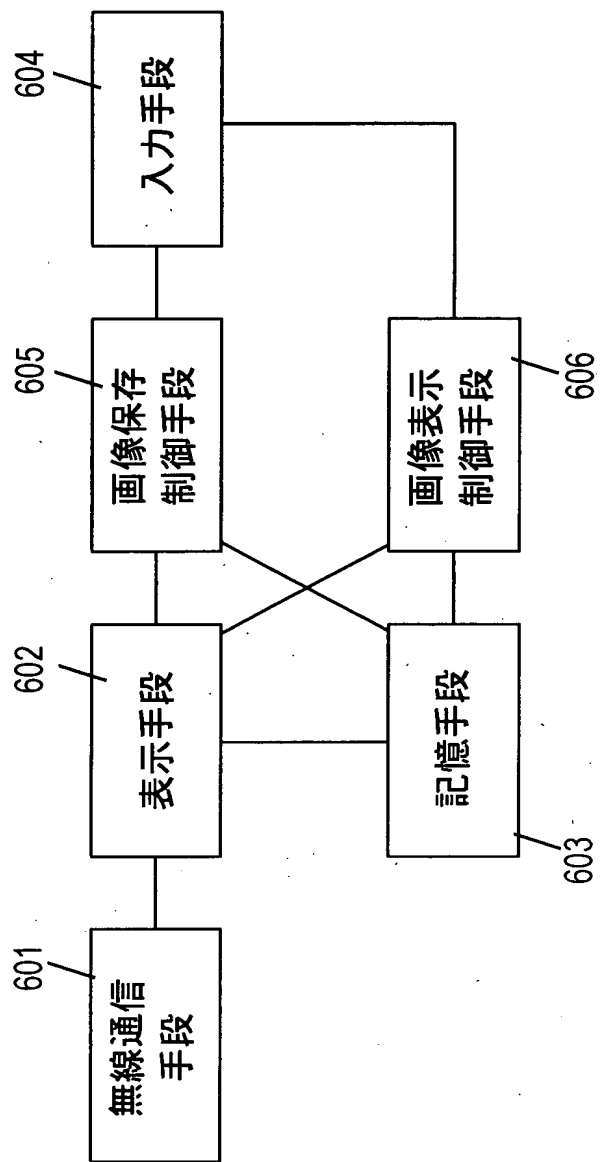 601
無線通信
手段
602
表示手段
605
画像保存
制御手段
604
入力手段
603
記憶手段
606
画像表示
制御手段